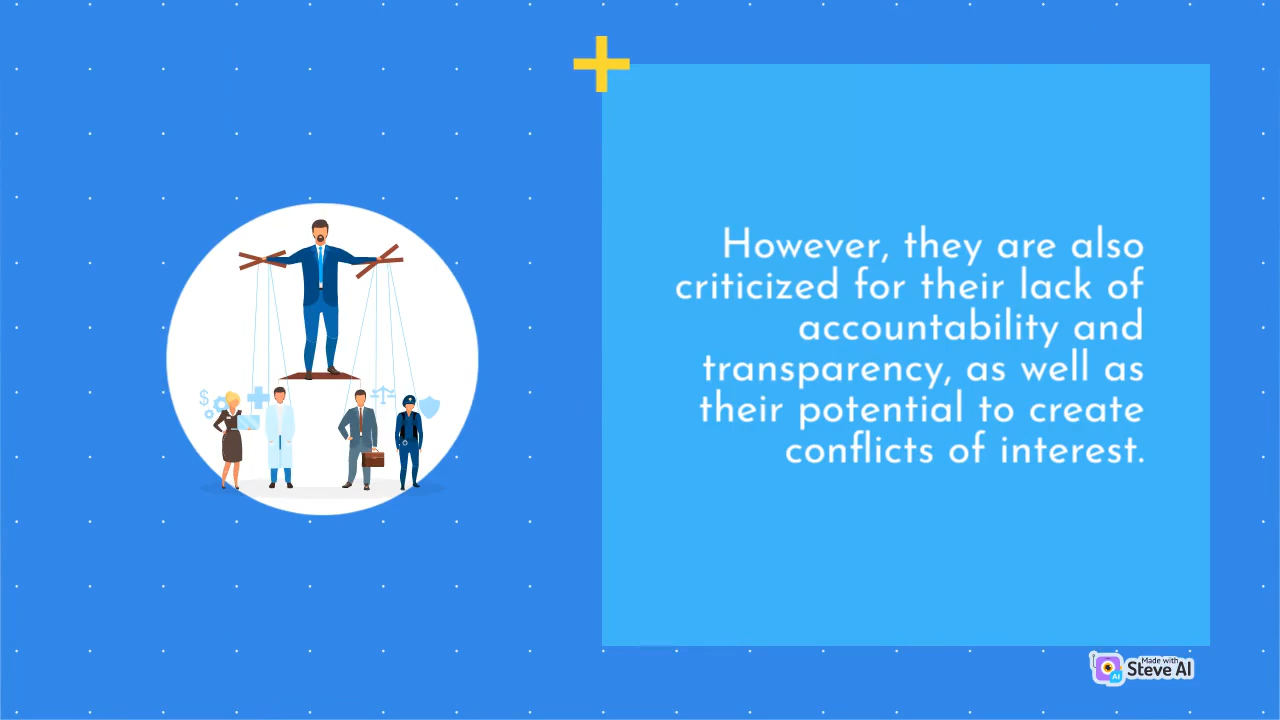 However, they are also
criticized for their lack of
accountability and
transparency, as well as
their potential to create
conflicts of interest.
$
Made with
Steve AI
AI